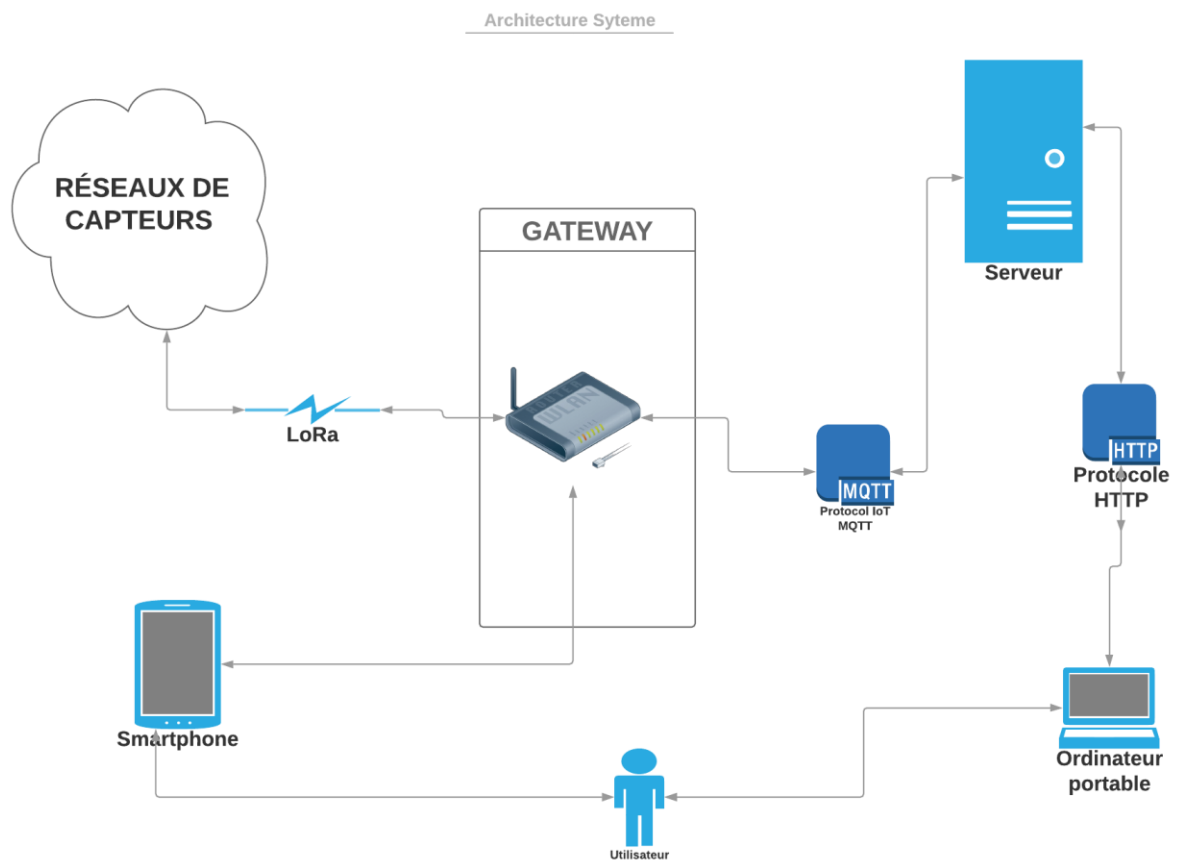 Architecture Syteme
RÉSEAUX DE
CAPTEURS
GATEWAY
Serveur
WLAN
LoRa
HTTP
Protocole
HTTP
MQTT
Protocol IoT
MQTT
Smartphone
Ordinateur
portable
Utilisateur